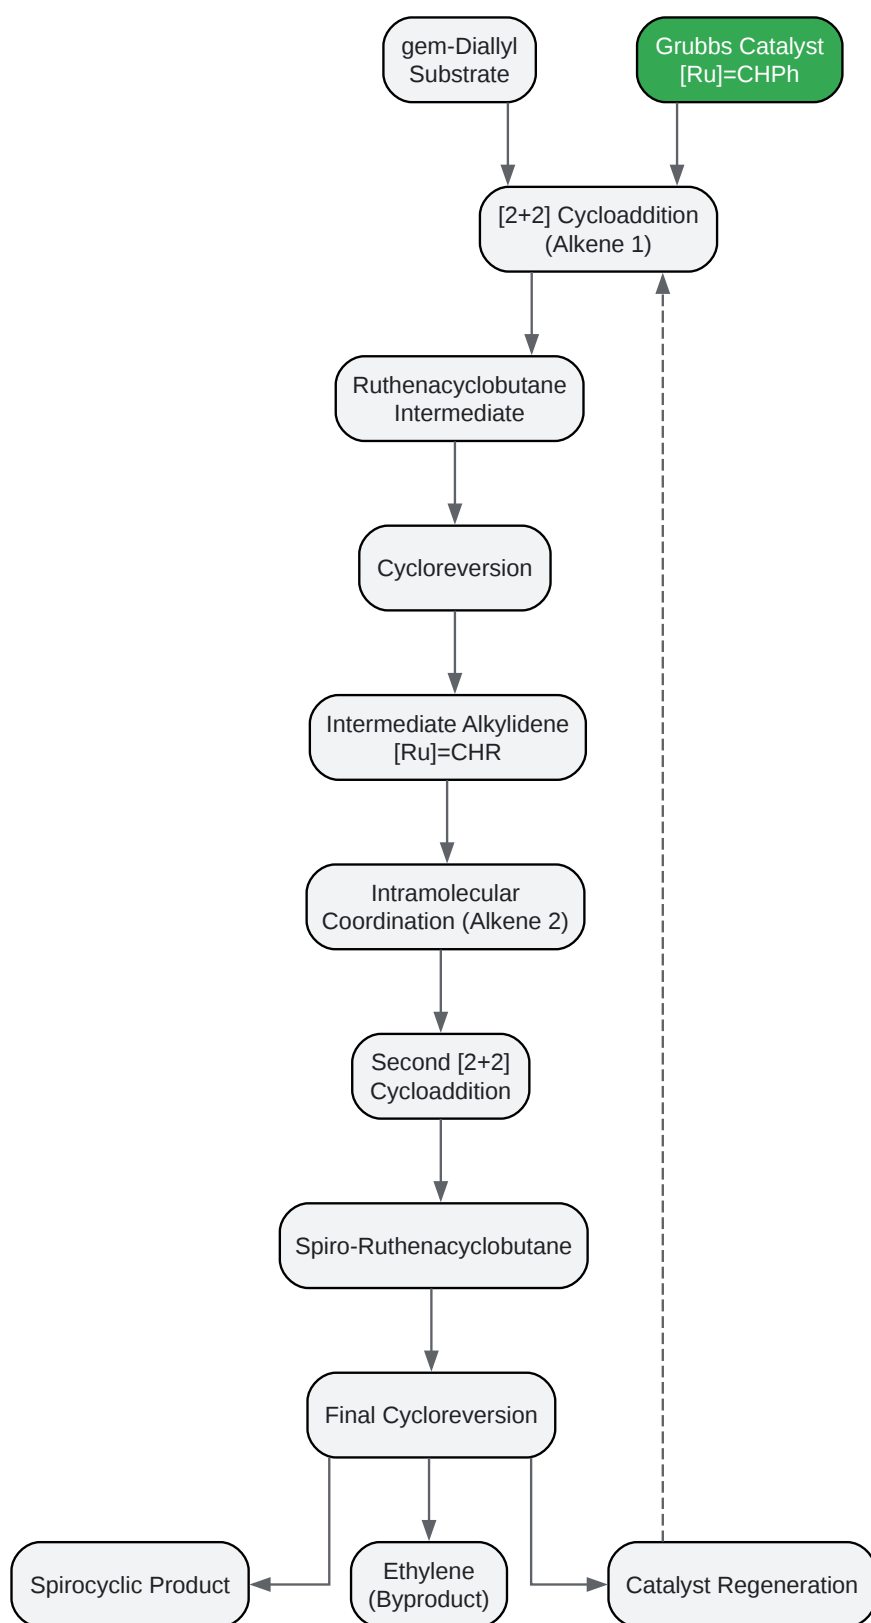 gem-Diallyl
Substrate
Grubbs Catalyst
[Ru]=CHPh
[2+2] Cycloaddition
(Alkene 1)
Ruthenacyclobutane
Intermediate
Cycloreversion
Intermediate Alkylidene
[Ru]=CHR
Intramolecular
Coordination (Alkene 2)
Second [2+2]
Cycloaddition
Spiro-Ruthenacyclobutane
Final Cycloreversion
Spirocyclic Product
Ethylene
(Byproduct)
Catalyst Regeneration